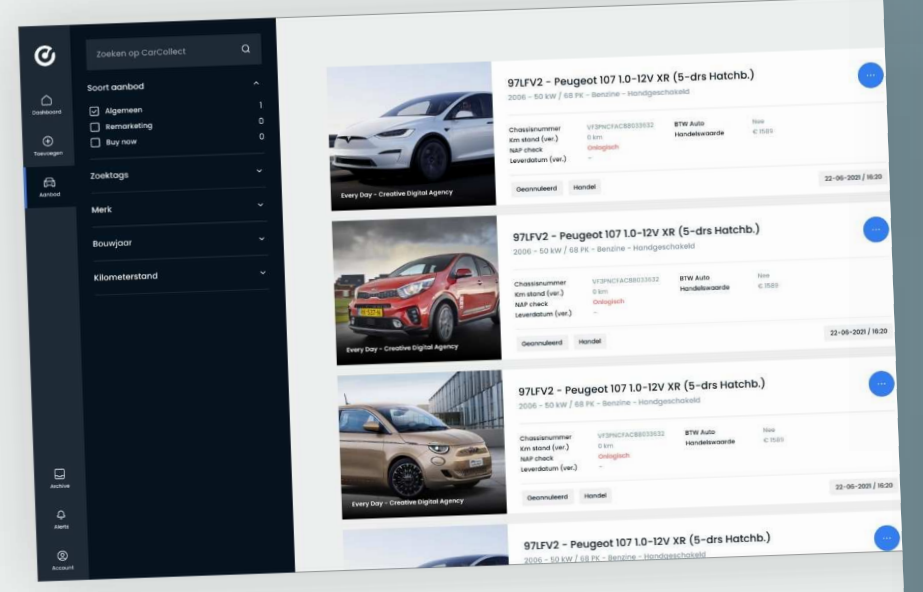 Zoeken op CarCollect
Dashboard
Toevoegen
Aanbod
Soort aanbod
Algemeen 1
Remarketing 0
Buy now 0
Zoektags
Merk
Bouwjaar
Kilometerstand
Archive
Alerts
Account
Every Day - Creative Digital Agency
97LFV2 - Peugeot 107 1.0-12V XR (5-drs Hatchb.)
2006 - 50 kW / 68 PK - Benzine - Handgeschakeld
Chassisnummer BTW Auto Nee
Km stand (ver.) 0 km Handelswaarde € 1589
NAP check Onlogisch
Leverdatum (ver.) -
Geannuleerd Handel
22-06-2021 / 16:20
Every Day - Creative Digital Agency
97LFV2 - Peugeot 107 1.0-12V XR (5-drs Hatchb.)
2006 - 50 kW / 68 PK - Benzine - Handgeschakeld
Chassisnummer BTW Auto Nee
Km stand (ver.) 0 km Handelswaarde € 1589
NAP check Onlogisch
Leverdatum (ver.) -
Geannuleerd Handel
22-06-2021 / 16:20
Every Day - Creative Digital Agency
97LFV2 - Peugeot 107 1.0-12V XR (5-drs Hatchb.)
2006 - 50 kW / 68 PK - Benzine - Handgeschakeld
Chassisnummer BTW Auto Nee
Km stand (ver.) 0 km Handelswaarde € 1589
NAP check Onlogisch
Leverdatum (ver.) -
Geannuleerd Handel
22-06-2021 / 16:20
97LFV2 - Peugeot 107 1.0-12V XR (5-drs Hatchb.)
2006 - 50 kW / 68 PK - Benzine - Handgeschakeld